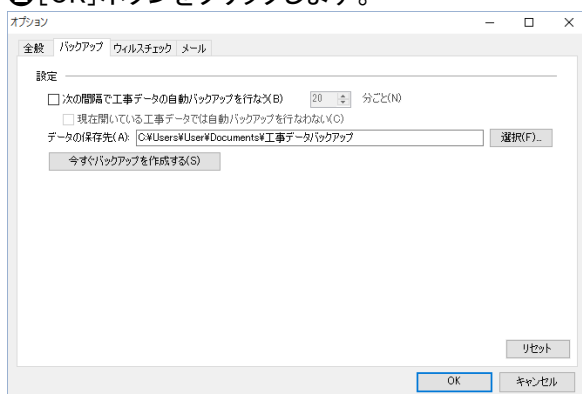 [OK]ボタンをクリックします。
オプション
全般 バックアップ ウィルスチェック メール
設定
次の間隔で工事データの自動バックアップを行なう(B) 20 分ごと(N)
現在開いている工事データでは自動バックアップを行なわない(C)
データの保存先(A): C:¥Users¥User¥Documents¥工事データバックアップ 選択(F)...
今すぐバックアップを作成する(S)
リセット
OK キャンセル